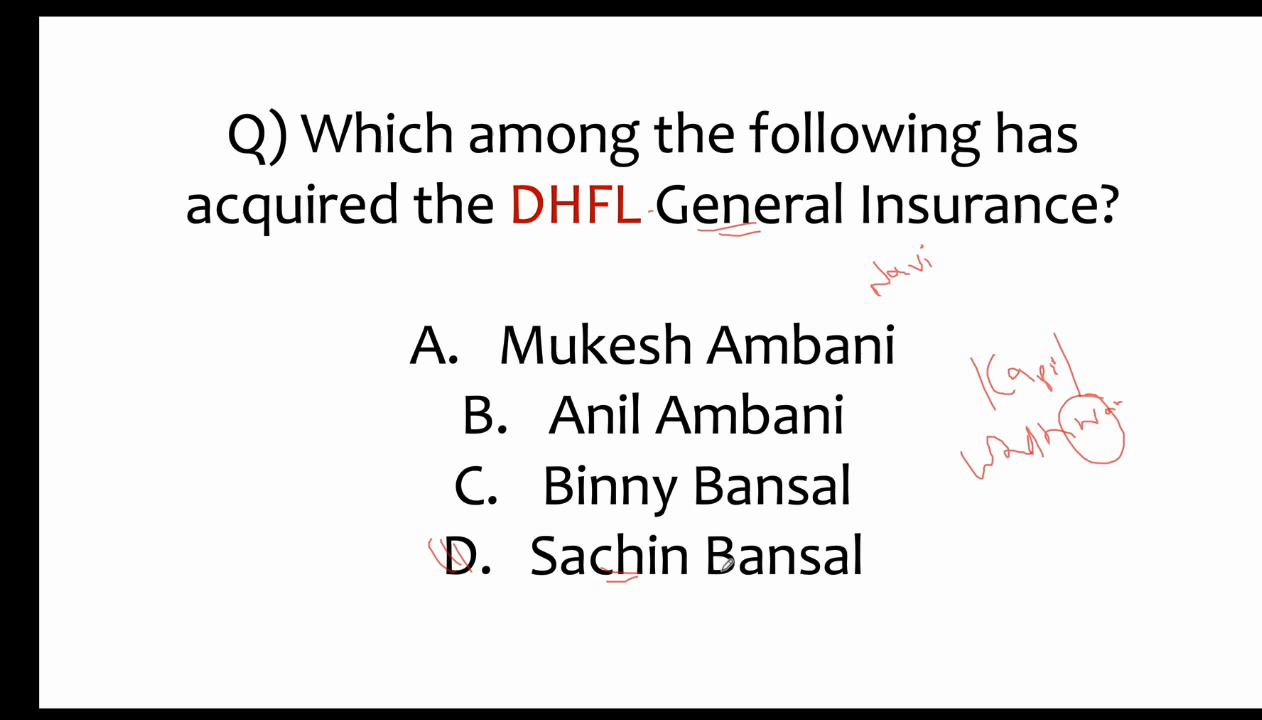 Q) Which among the following has
acquired the DHFL General Insurance?
Navi
A. Mukesh Ambani
Kapil
B. Anil Ambani
C. Binny Bansal
D. Sachin Bansal